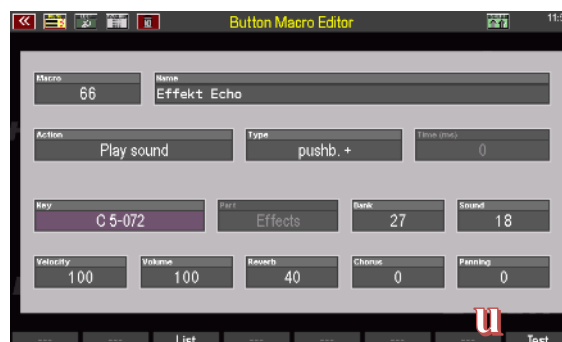 Button Macro Editor
11:5
Macro
66
Name
Effekt Echo
Action
Play sound
Type
pushb. +
Time (ms)
0
Key
C 5-072
Part
Effects
Bank
27
Sound
18
Velocity
100
Volume
100
Reverb
40
Chorus
0
Panning
0
u
---
---
List
---
---
---
---
Test